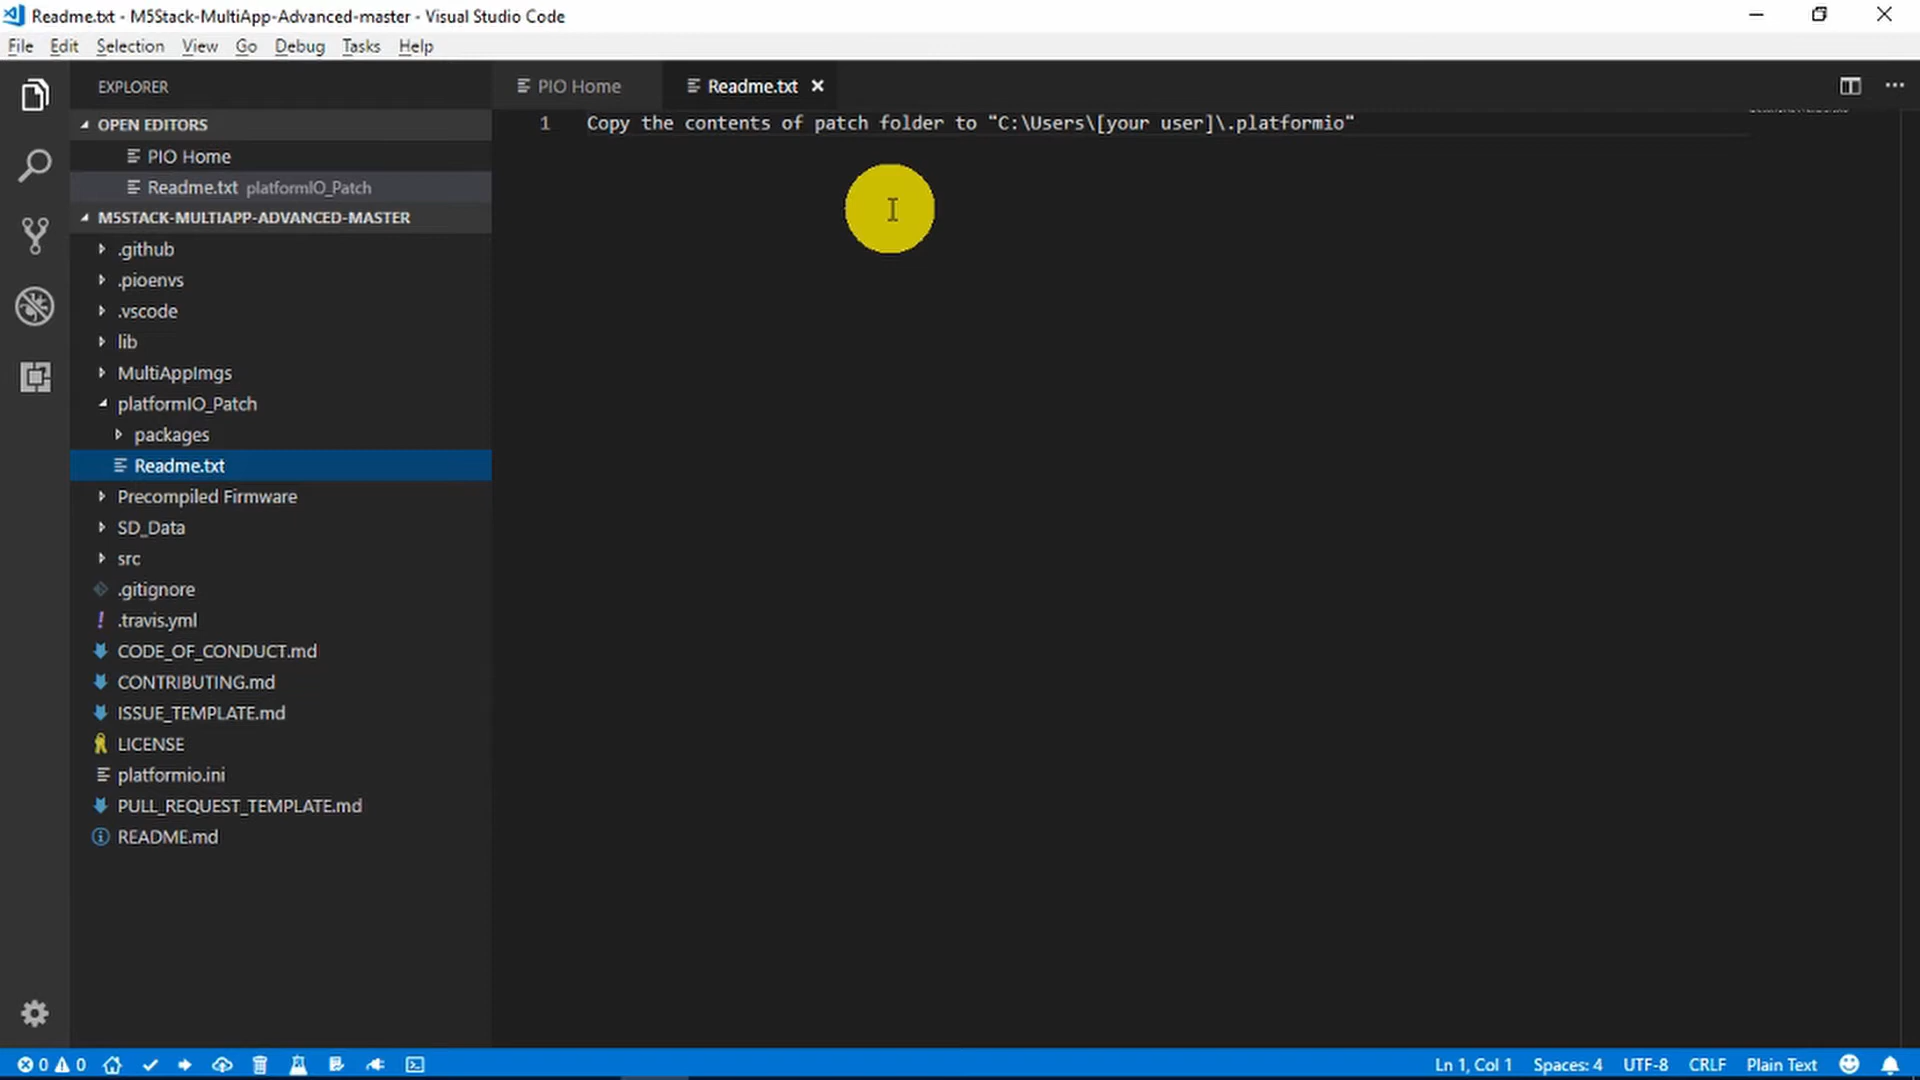 Readme.txt - M5Stack-MultiApp-Advanced-master - Visual Studio Code
File Edit Selection View Go Debug Tasks Help
EXPLORER
PIO Home
Readme.txt
OPEN EDITORS
PIO Home
Readme.txt platformIO_Patch
M5STACK-MULTIAPP-ADVANCED-MASTER
.github
.pioenvs
.vscode
lib
MultiAppImgs
platformIO_Patch
packages
Readme.txt
Precompiled Firmware
SD_Data
src
.gitignore
.travis.yml
CODE_OF_CONDUCT.md
CONTRIBUTING.md
ISSUE_TEMPLATE.md
LICENSE
platformio.ini
PULL_REQUEST_TEMPLATE.md
README.md
1 Copy the contents of patch folder to "C:\Users\[your user]\.platformio"
0 0
Ln 1, Col 1 Spaces: 4 UTF-8 CRLF Plain Text